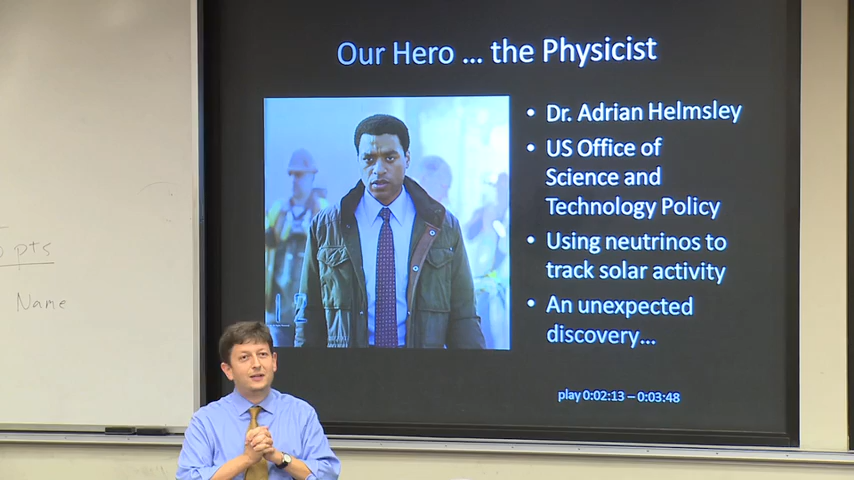 Our Hero ... the Physicist
• Dr. Adrian Helmsley
• US Office of
Science and
Technology Policy
• Using neutrinos to
track solar activity
• An unexpected
discovery...
play 0:02:13 – 0:03:48
pts
Name